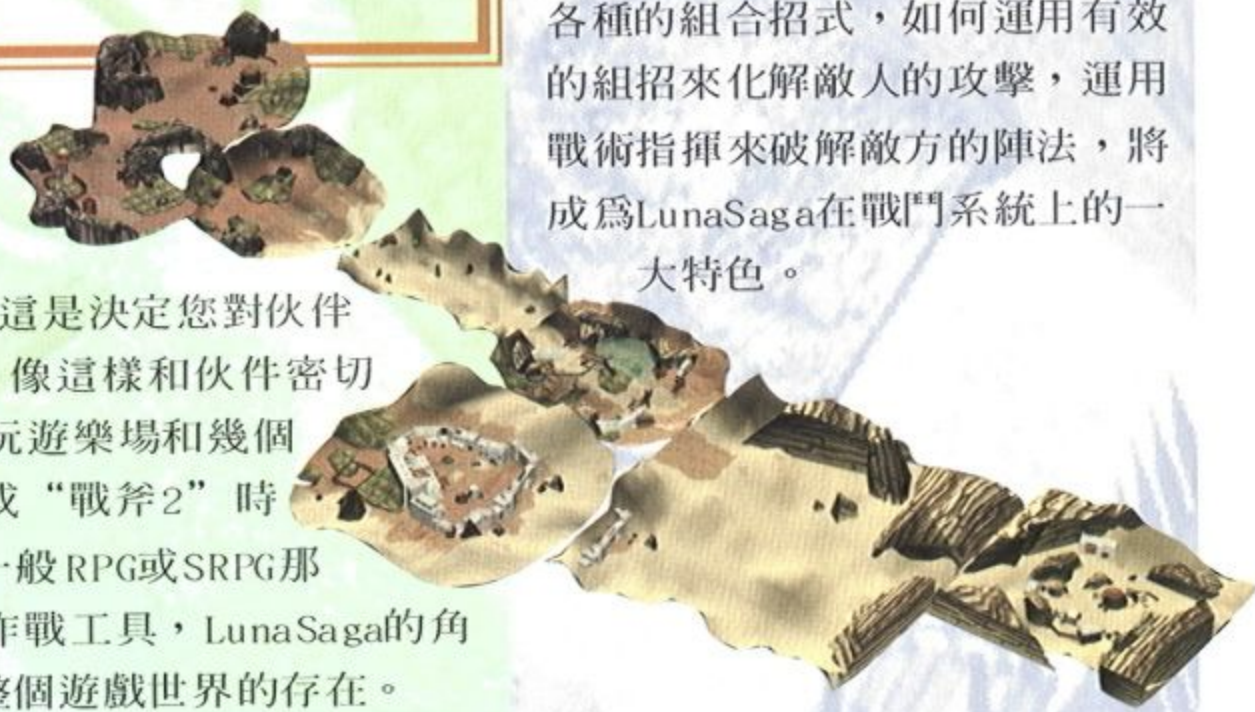 各種的組合招式，如何運用有效
的組招來化解敵人的攻擊，運用
戰術指揮來破解敵方的陣法，將
成爲LunaSaga在戰鬥系統上的一
大特色。
這是決定您對伙伴
像這樣和伙件密切
玩遊樂場和幾個
或“戰斧2”時
一般RPG或SRPG那
作戰工具，LunaSaga的角
整個遊戲世界的存在。